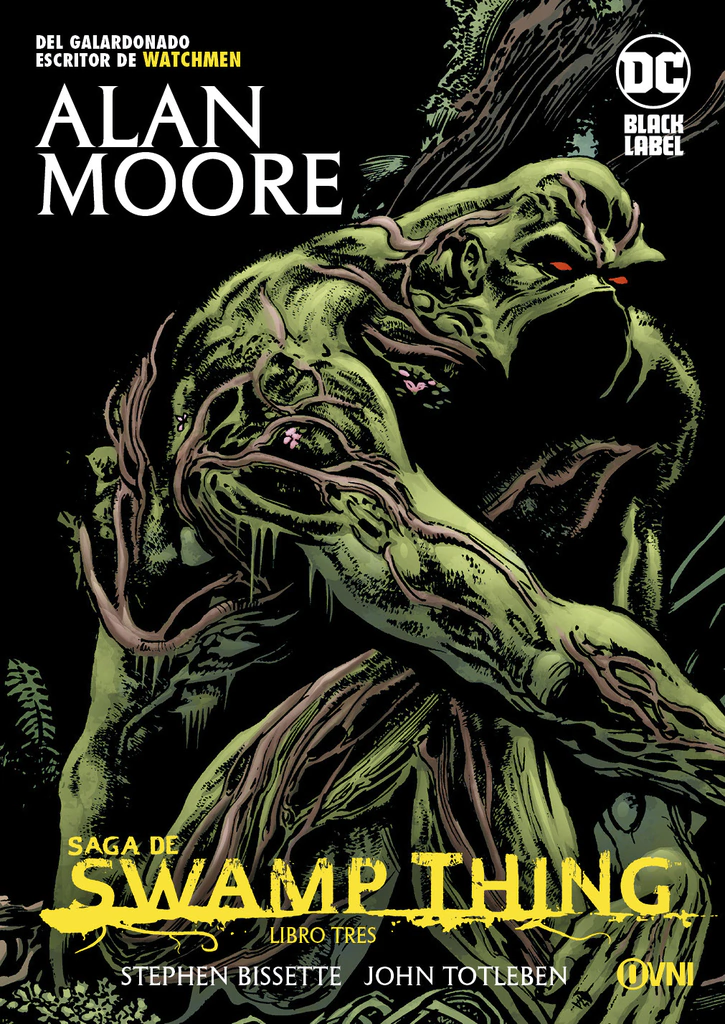 DEL GALARDONADO
ESCRITOR DE WATCHMEN
ALAN
MOORE
DC
BLACK
LABEL
SAGA DE
SWAMP THING™
LIBRO TRES
STEPHEN BISSETTE JOHN TOTLEBEN
OVNI